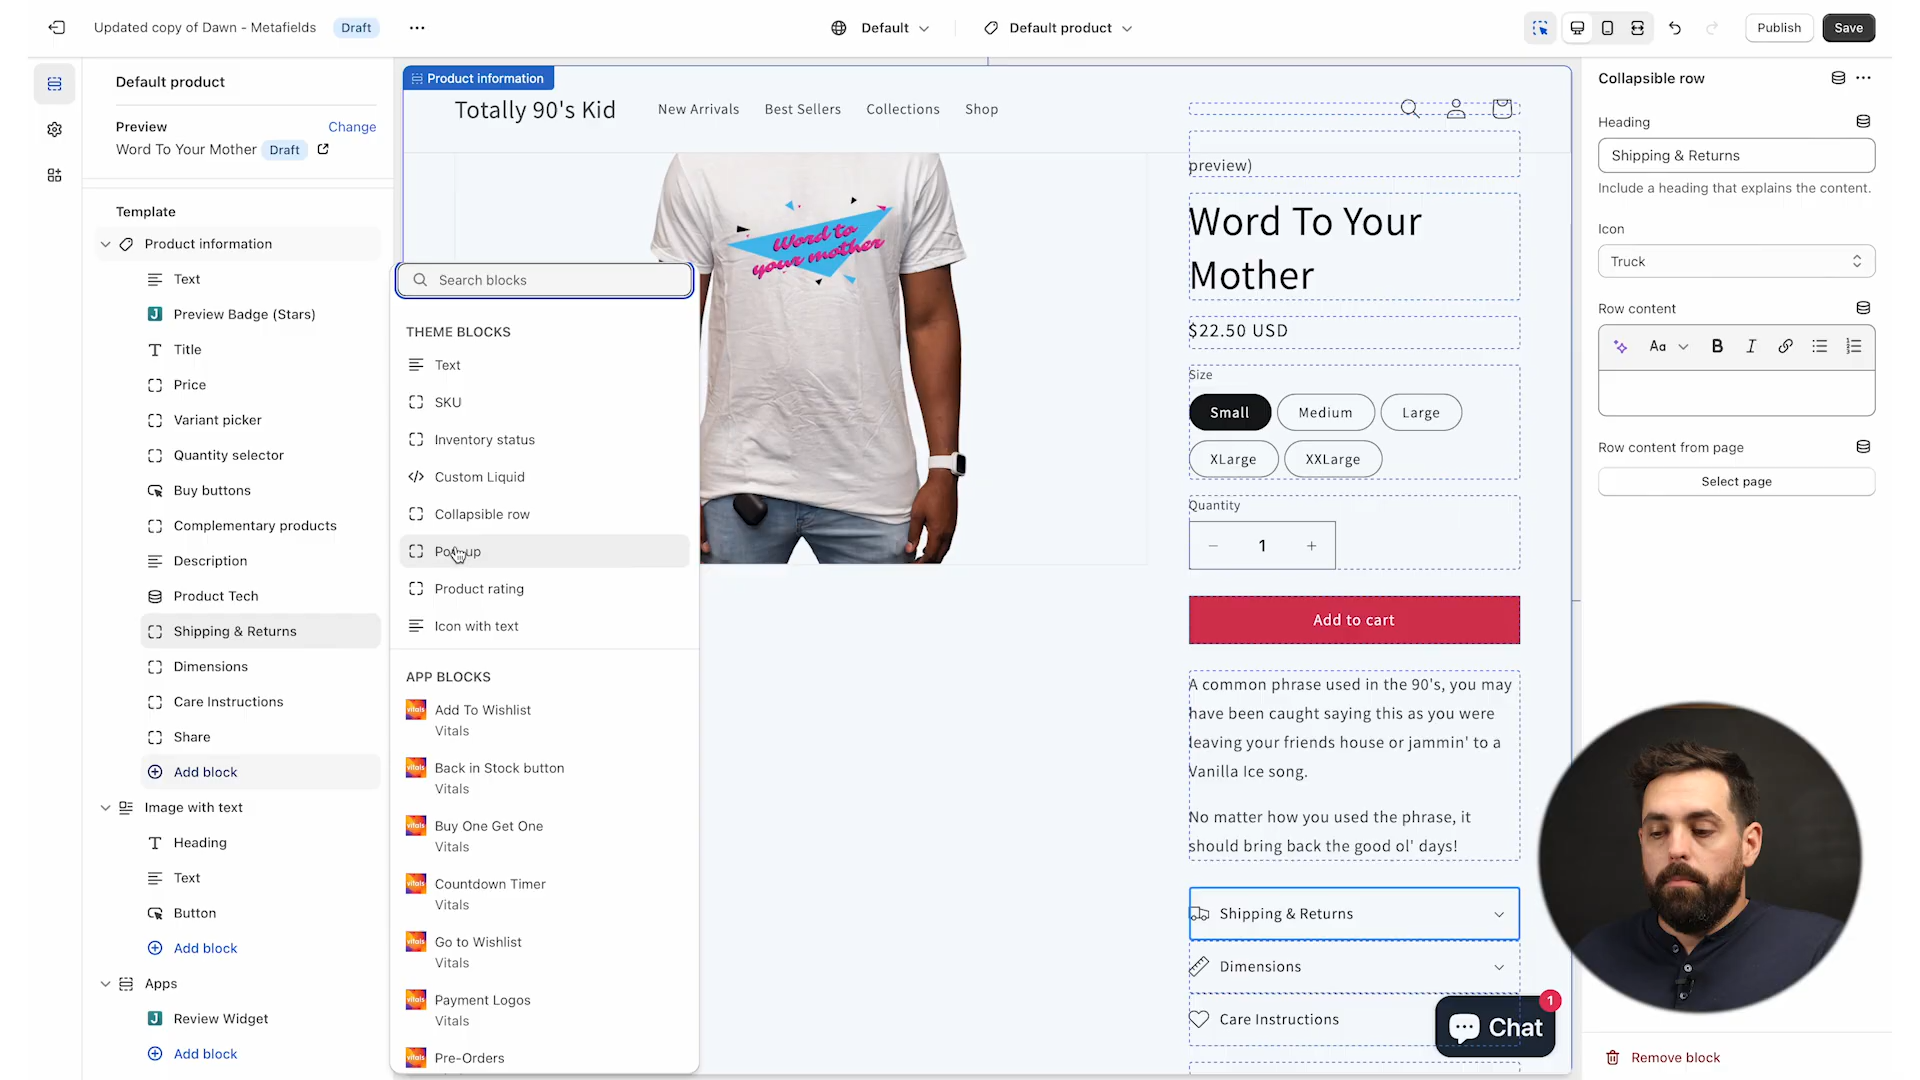 Updated copy of Dawn - Metafields
Draft
Default
Default product
Publish
Save
Default product
Preview
Change
Word To Your Mother
Draft
Template
Product information
Text
Preview Badge (Stars)
Title
Price
Variant picker
Quantity selector
Buy buttons
Complementary products
Description
Product Tech
Shipping & Returns
Dimensions
Care Instructions
Share
Add block
Image with text
Heading
Text
Button
Add block
Apps
Review Widget
Add block
Search blocks
THEME BLOCKS
Text
SKU
Inventory status
Custom Liquid
Collapsible row
Product rating
Icon with text
APP BLOCKS
Add To Wishlist
Vitals
Back in Stock button
Vitals
Buy One Get One
Vitals
Countdown Timer
Vitals
Go to Wishlist
Vitals
Payment Logos
Vitals
Pre-Orders
Product information
Totally 90's Kid
New Arrivals
Best Sellers
Collections
Shop
Word to
your mother
preview)
Word To Your
Mother
$22.50 USD
Size
Small
Medium
Large
XLarge
XXLarge
Quantity
1
Add to cart
A common phrase used in the 90's, you may
have been caught saying this as you were
leaving your friends house or jammin' to a
Vanilla Ice song.
No matter how you used the phrase, it
should bring back the good ol' days!
Shipping & Returns
Dimensions
Care Instructions
Chat
1
Collapsible row
Heading
Shipping & Returns
Include a heading that explains the content.
Icon
Truck
Row content
Aa
B
I
Row content from page
Select page
Remove block